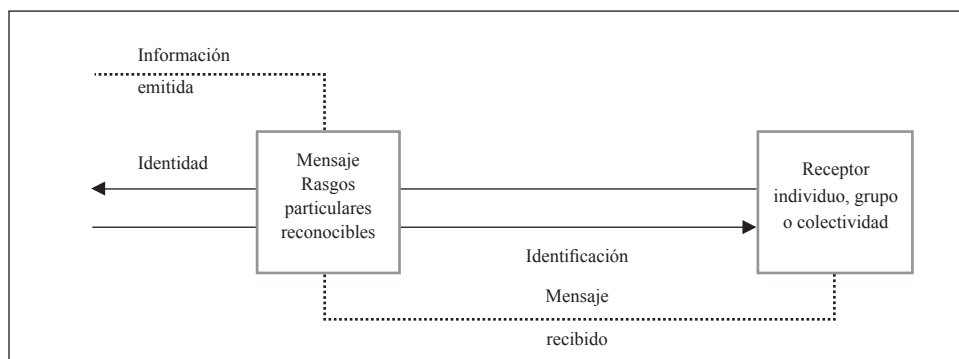 Información
emitida
Identidad
Mensaje
Rasgos
particulares
reconocibles
Receptor
individuo, grupo
o colectividad
Identificación
Mensaje
recibido